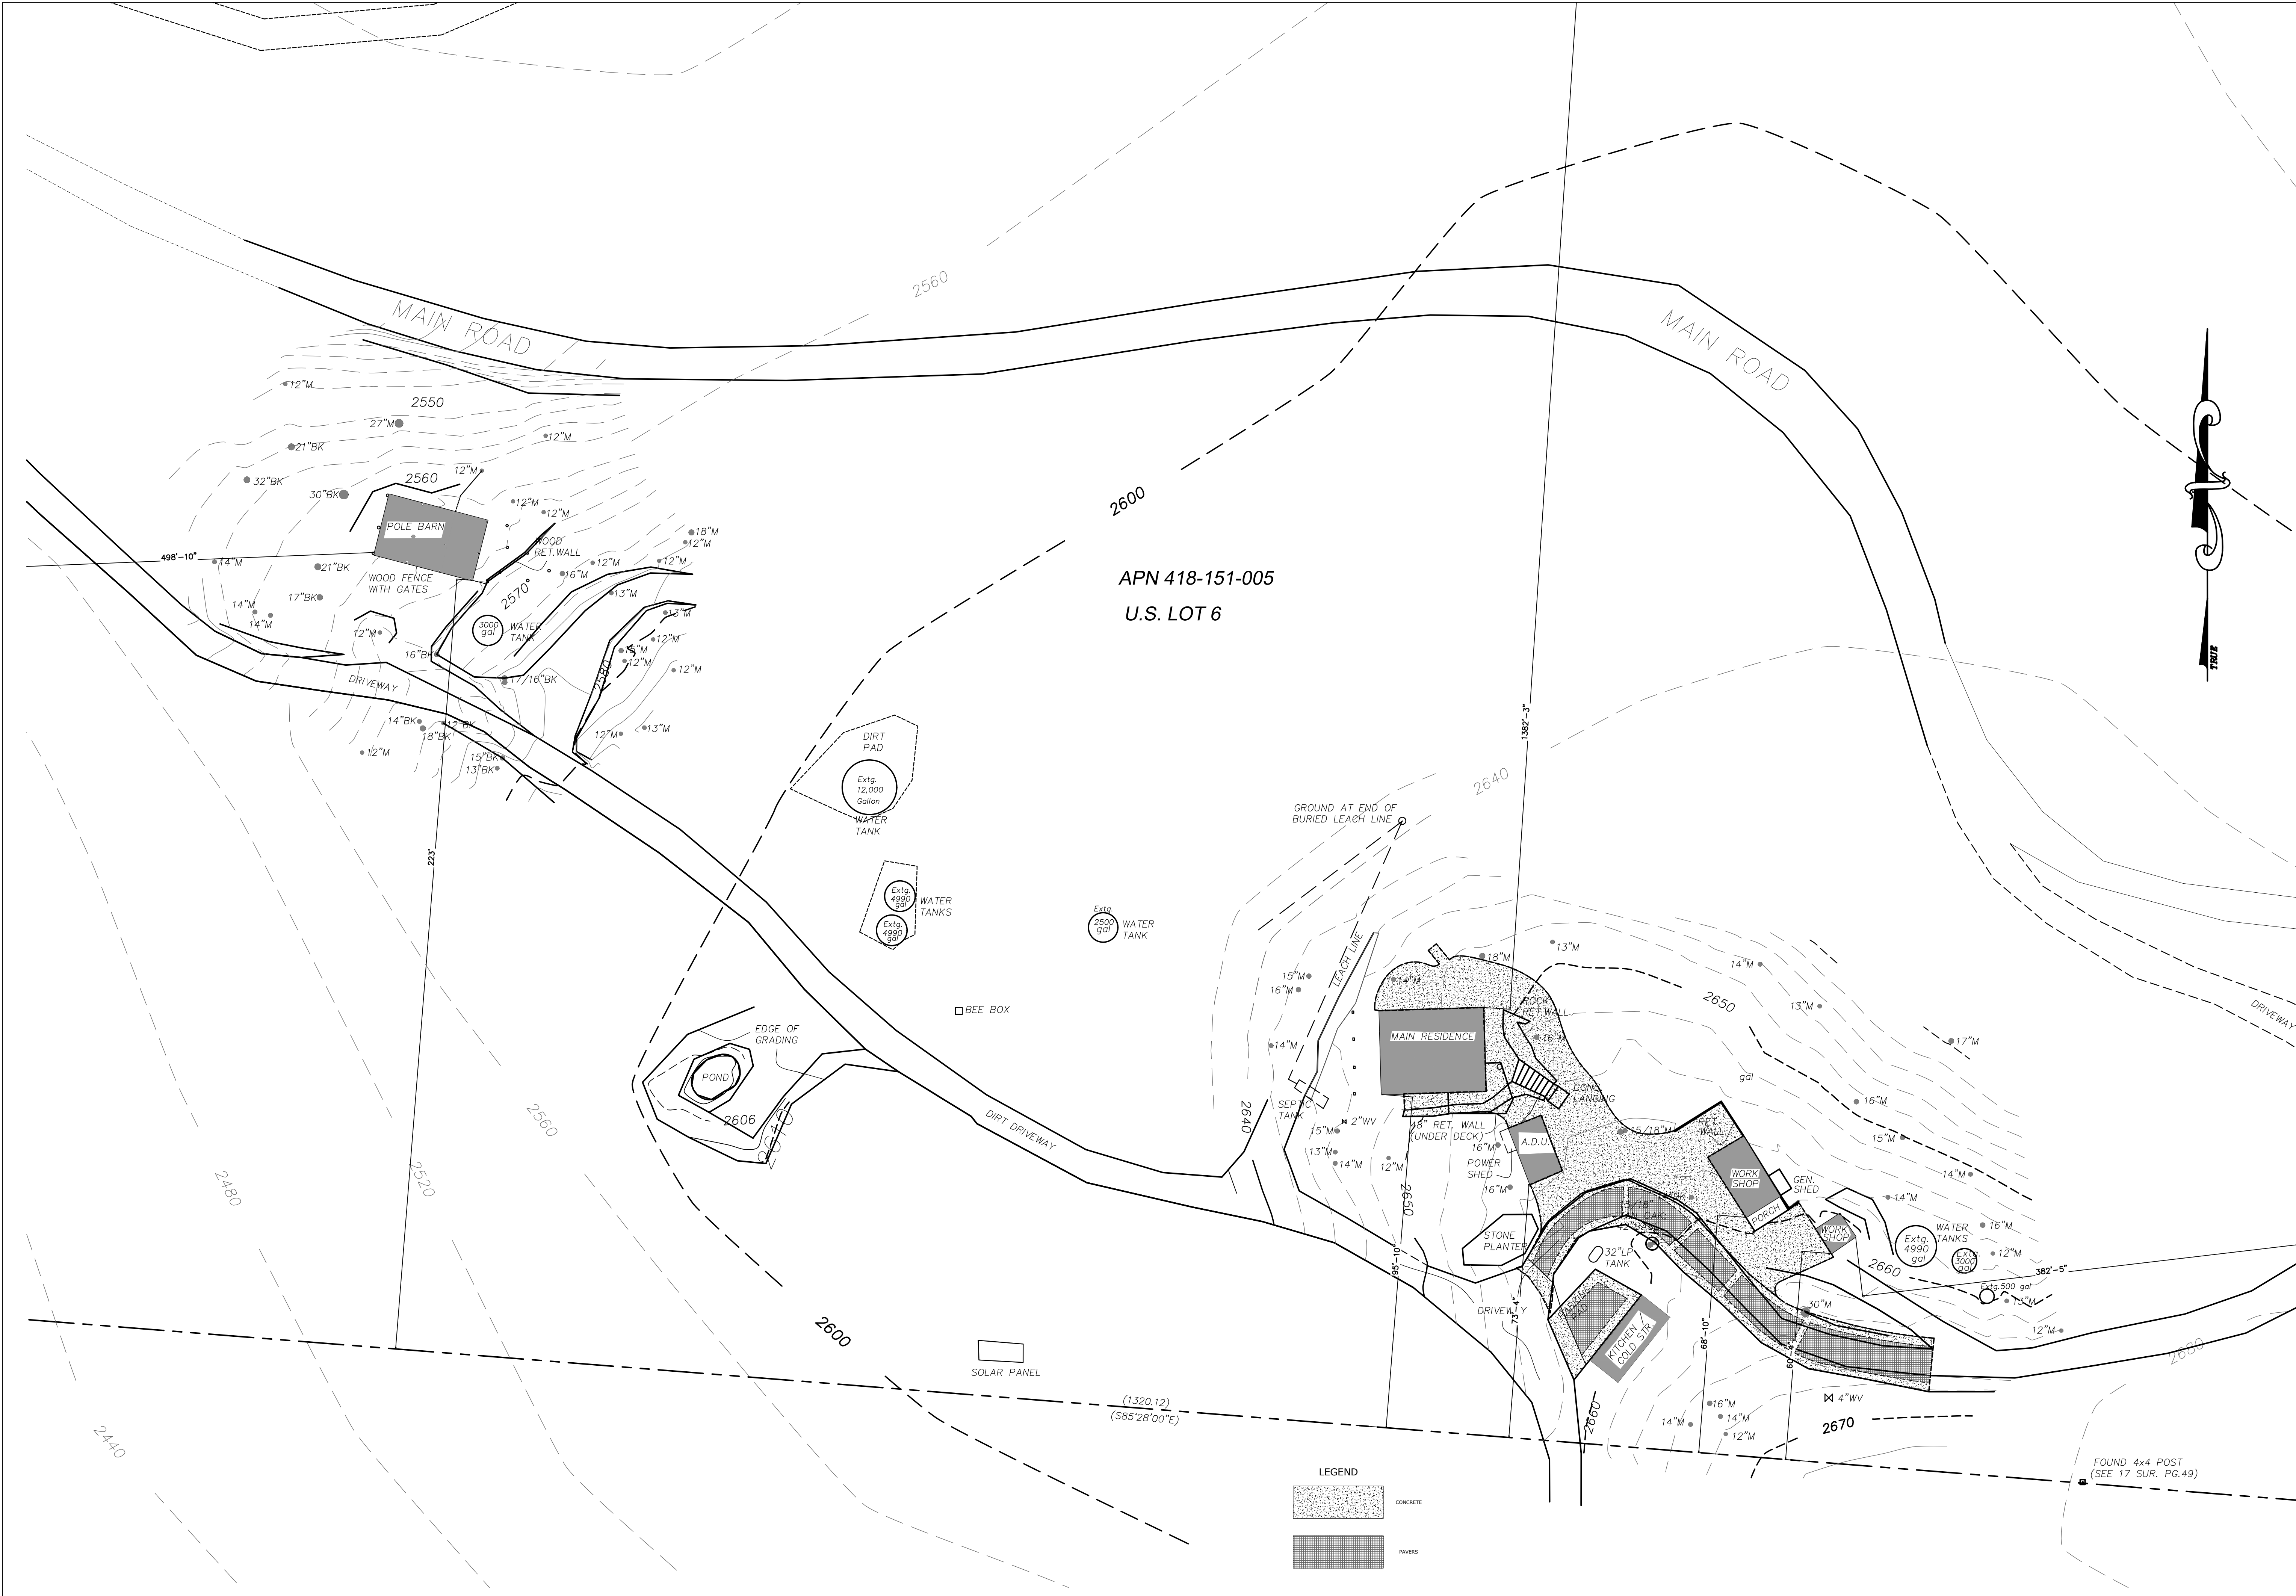 MAIN ROAD
MAIN ROAD
2560
12"M
2550
27"M
12"M
21"BK
32"BK
30"BK
2560
12"M
12"M
12"M
POLE BARN
498'-10"
14"M
21"BK
17"BK
14"M
14"M
WOOD FENCE
WITH GATES
WOOD
RET.WALL
16"M
12"M
18"M
12"M
12"M
2570
13"M
13"M
3000
gal
WATER
TANK
12"M
16"BK
12"M
12"M
12"M
2580
17/16"BK
DRIVEWAY
14"BK
12"BK
18"BK
12"M
15"BK
13"BK
12"M
13"M
223'
2600
APN 418-151-005
U.S. LOT 6
1382'-3"
TRUE
DIRT
PAD
Extg.
12,000
Gallon
WATER
TANK
Extg.
4990
gal
Extg.
4990
gal
WATER
TANKS
Extg.
2500
gal
WATER
TANK
BEE BOX
EDGE OF
GRADING
POND
2606
DIRT DRIVEWAY
2640
GROUND AT END OF
BURIED LEACH LINE
LEACH LINE
15"M
16"M
14"M
14"M
18"M
13"M
14"M
13"M
17"M
2650
DRIVEWAY
ROCK
RET.WALL
16"M
MAIN RESIDENCE
CONC.
LANDING
SEPTIC
TANK
2"WV
15"M
13"M
14"M
12"M
48" RET. WALL
(UNDER DECK)
16"M
POWER
SHED
16"M
A.D.U.
15/18"M
RET.
WALL
gal
16"M
15"M
14"M
14"M
WORK
SHOP
GEN.
SHED
PORCH
WORK
SHOP
Extg.
4990
gal
WATER
TANKS
Extg.
3000
gal
16"M
12"M
Extg.500 gal
13"M
12"M
382'-5"
2660
2640
2650
STONE
PLANTER
32"LP
TANK
PARKING
PAD
KITCHEN /
COLD STR.
DRIVEWAY
30"M
95'-10"
73'-4"
68'-10"
2660
16"M
14"M
14"M
12"M
4"WV
2670
2680
2560
2520
2480
2440
2600
SOLAR PANEL
(1320.12)
(S85°28'00"E)
FOUND 4x4 POST
(SEE 17 SUR. PG.49)
LEGEND
CONCRETE
PAVERS